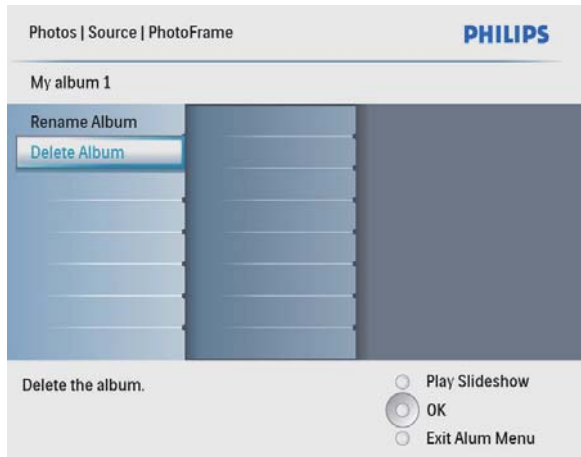 Photos | Source | PhotoFrame
PHILIPS
My album 1
Rename Album
Delete Album
Delete the album.
Play Slideshow
OK
Exit Alum Menu